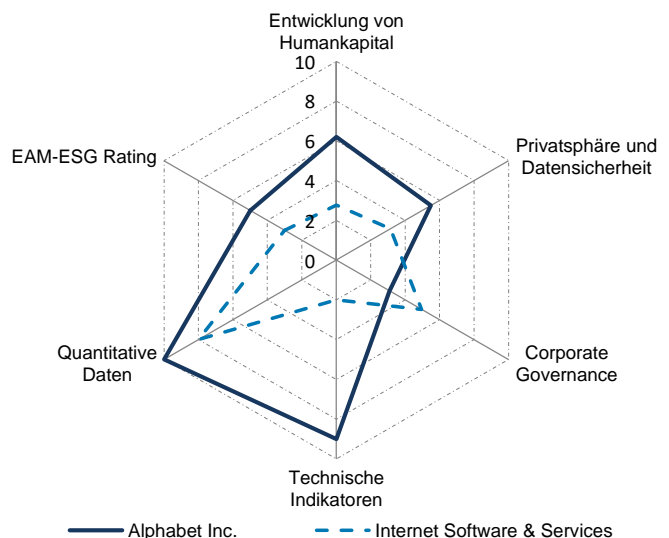 Entwicklung von
Humankapital
10
8
6
4
2
0
EAM-ESG Rating
Privatsphäre und
Datensicherheit
Quantitative
Daten
Corporate
Governance
Technische
Indikatoren
Alphabet Inc.
Internet Software & Services